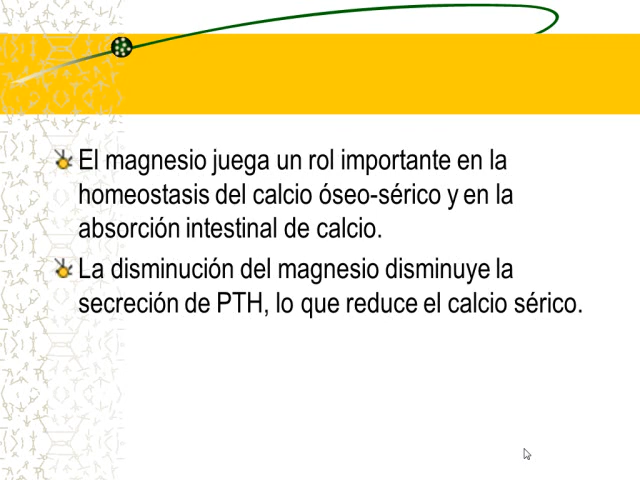 El magnesio juega un rol importante en la
homeostasis del calcio óseo-sérico y en la
absorción intestinal de calcio.
La disminución del magnesio disminuye la
secreción de PTH, lo que reduce el calcio sérico.